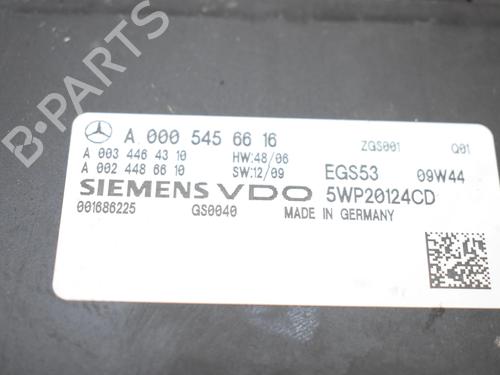 A 000 545 66 16
ZGS001 Q01
A 003 446 43 10 HW:48/06
A 002 448 66 10 SW:12/09 EGS53 09W44
SIEMENS VDO 5WP20124CD
001686225 GS0040 MADE IN GERMANY
B-Parts